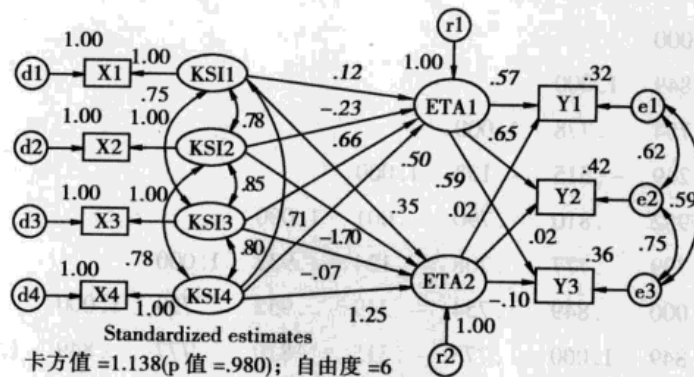 r1
1.00 1.00 1.00 .57 .32
d1 X1 KSI1 .12 ETA1 Y1 e1
.75 .78 -.23 .65 .62
1.00 1.00 .66
d2 X2 KSI2 .50 .59 .42 Y2 e2 .59
1.00 1.00 .85 .35 .02 .02 .75
d3 X3 KSI3 .71 -1.70 .36
1.00 .78 .80 -.07 ETA2 -.10 Y3 e3
d4 X4 1.00 KSI4 1.25 1.00
r2
Standardized estimates
卡方值=1.138(p 值=.980)；自由度=6